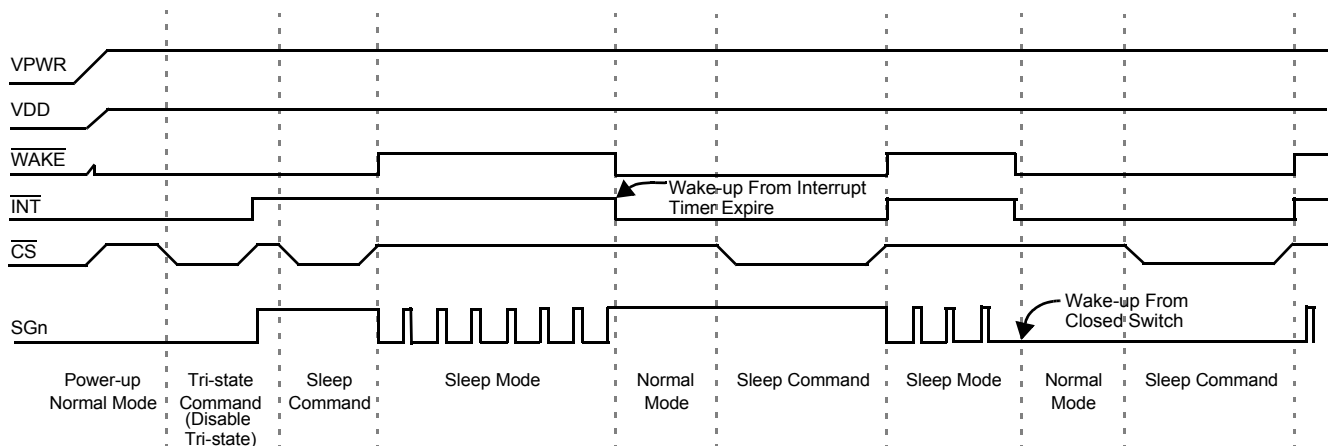 VPWR
VDD
WAKE
Wake-up From Interrupt
Timer Expire
INT
CS
Wake-up From
Closed Switch
SGn
Power-up
Normal Mode
Tri-state
Command
(Disable
Tri-state)
Sleep
Command
Sleep Mode
Normal
Mode
Sleep Command
Sleep Mode
Normal
Mode
Sleep Command